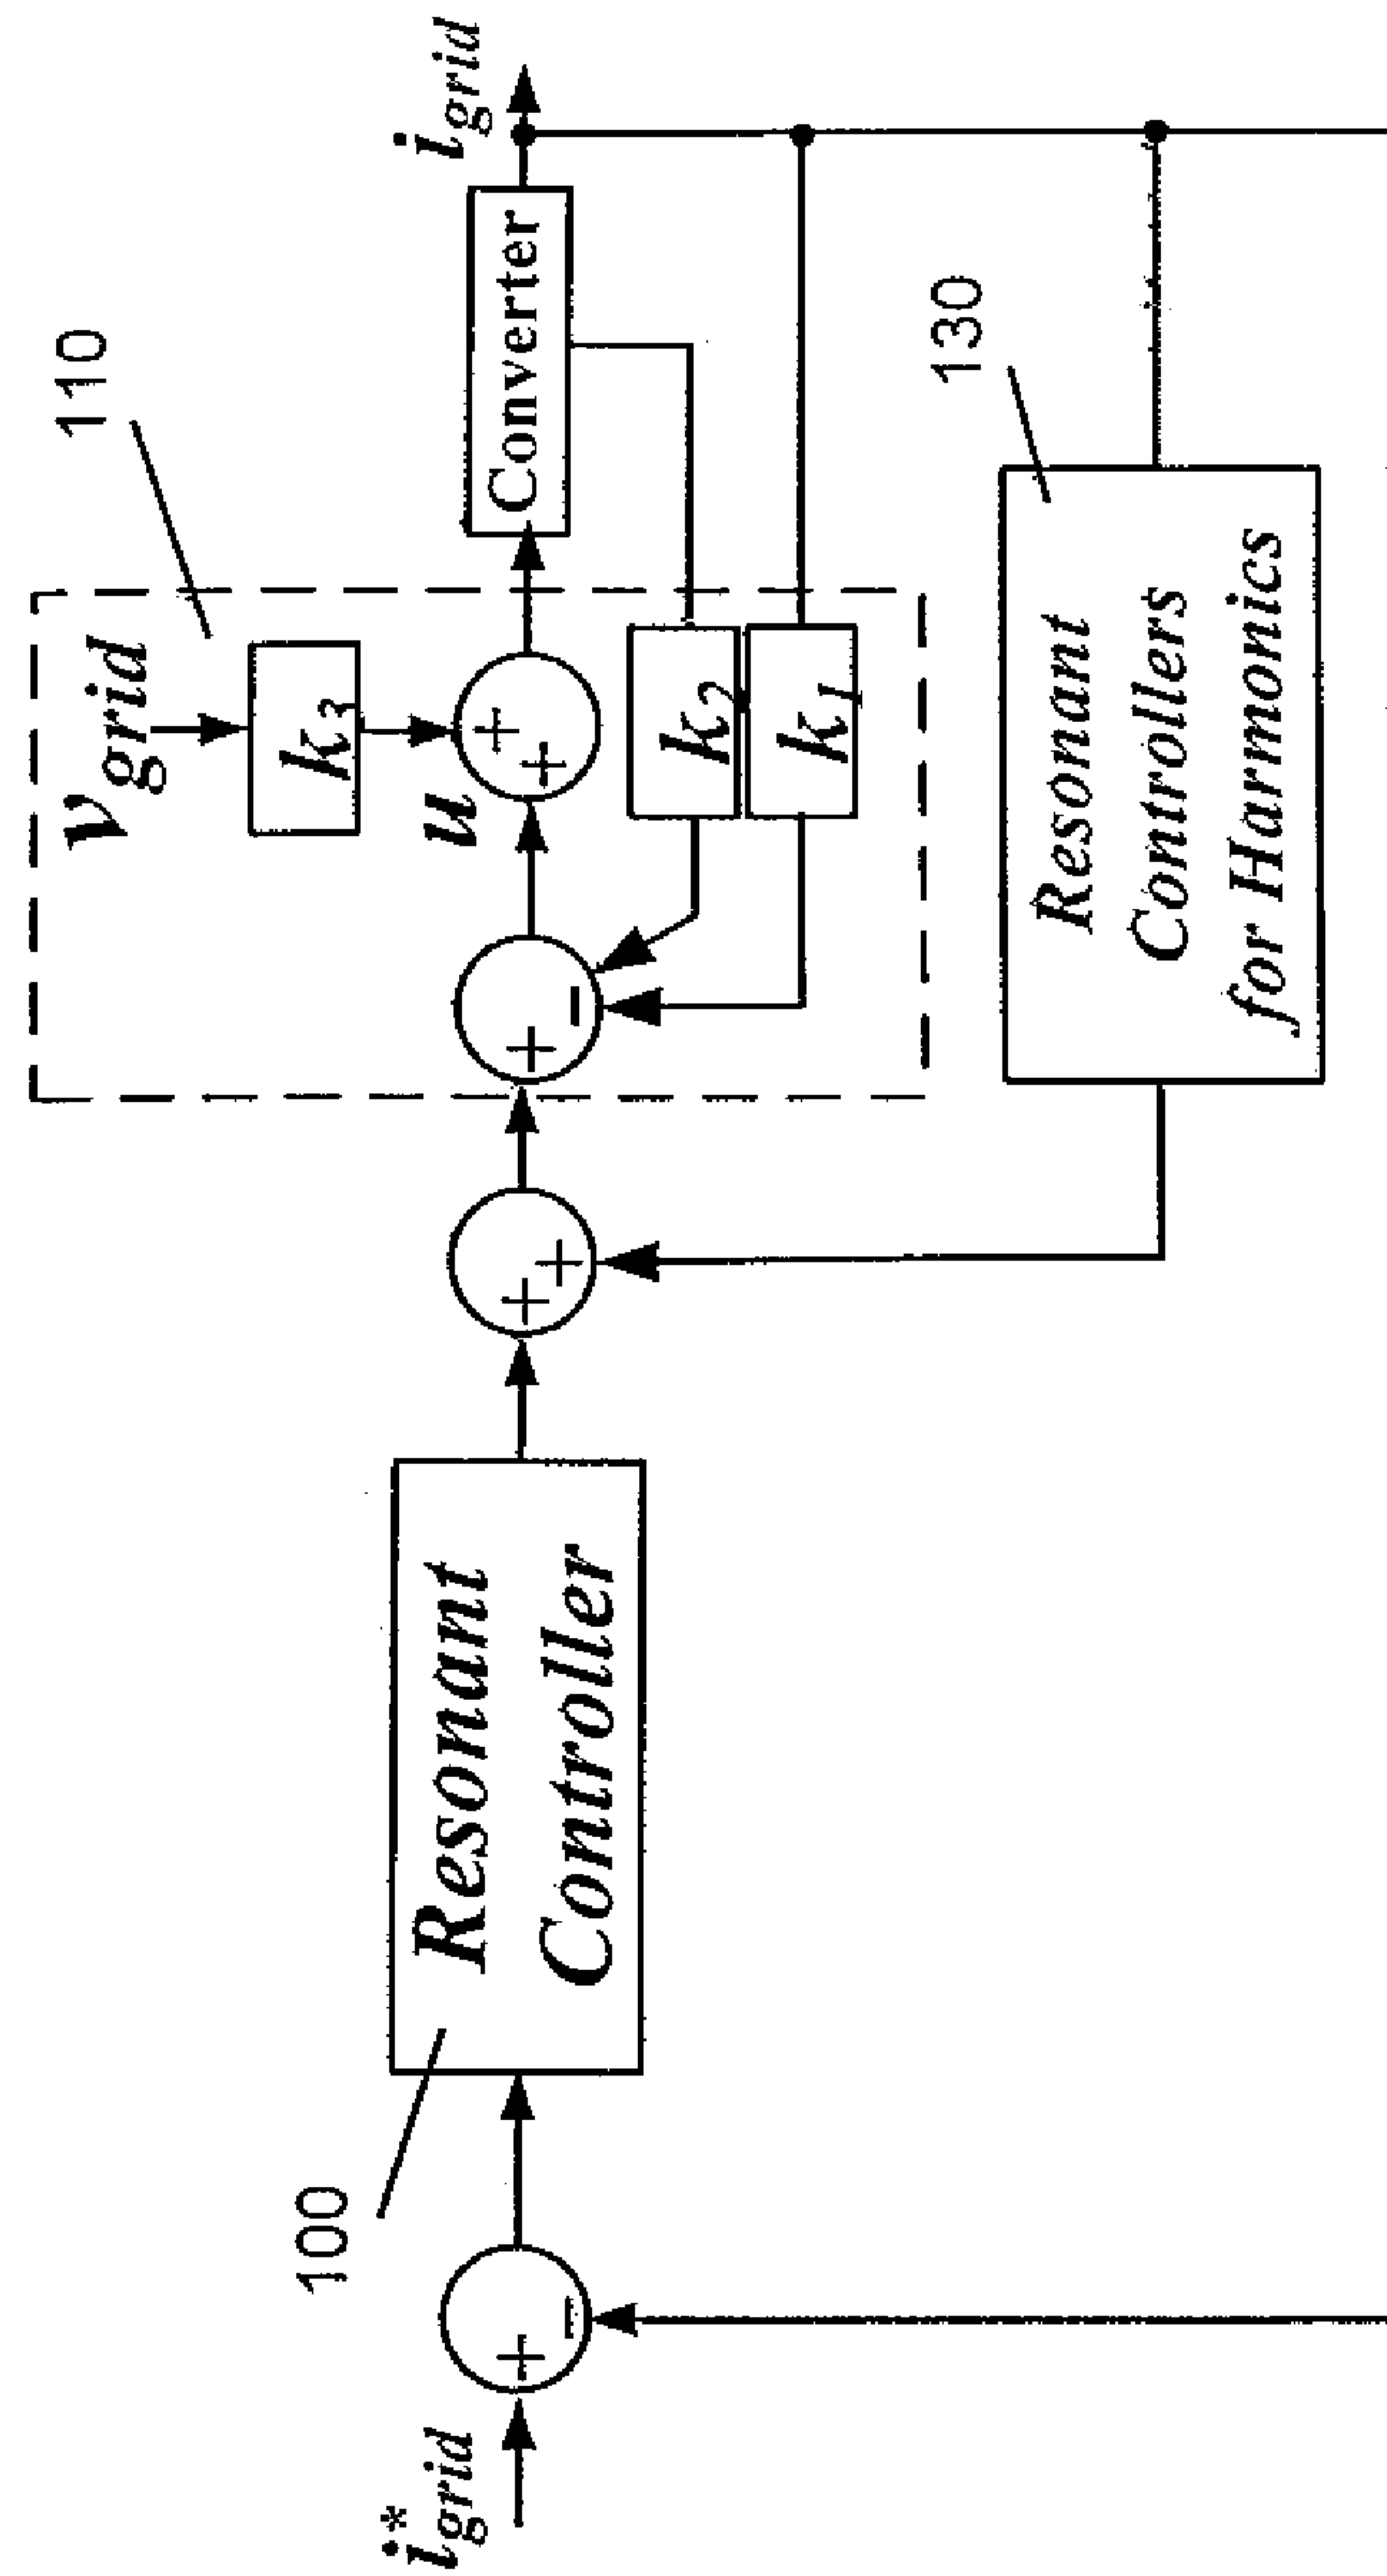 i*grid
100
Resonant
Controller
+
−
+
+
+
−
u
+
+
vgrid
k3
110
k2
k1
Converter
igrid
130
Resonant
Controllers
for Harmonics